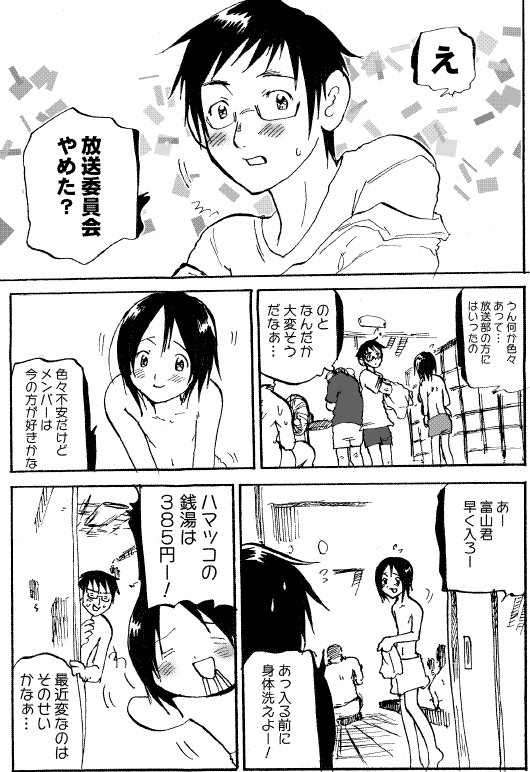 え
放送委員会
やめた？
うん何か色々
あって…
放送部の方に
はいったの
のと
なんだか
大変そう
だなぁ…
色々不安だけど
メンバーは
今の方が好きかな
あー
富山君
早く入ろー
あっ入る前に
身体洗えよー！
ハマッコの
銭湯は
385円ー！
最近変なのは
そのせい
かなぁ…